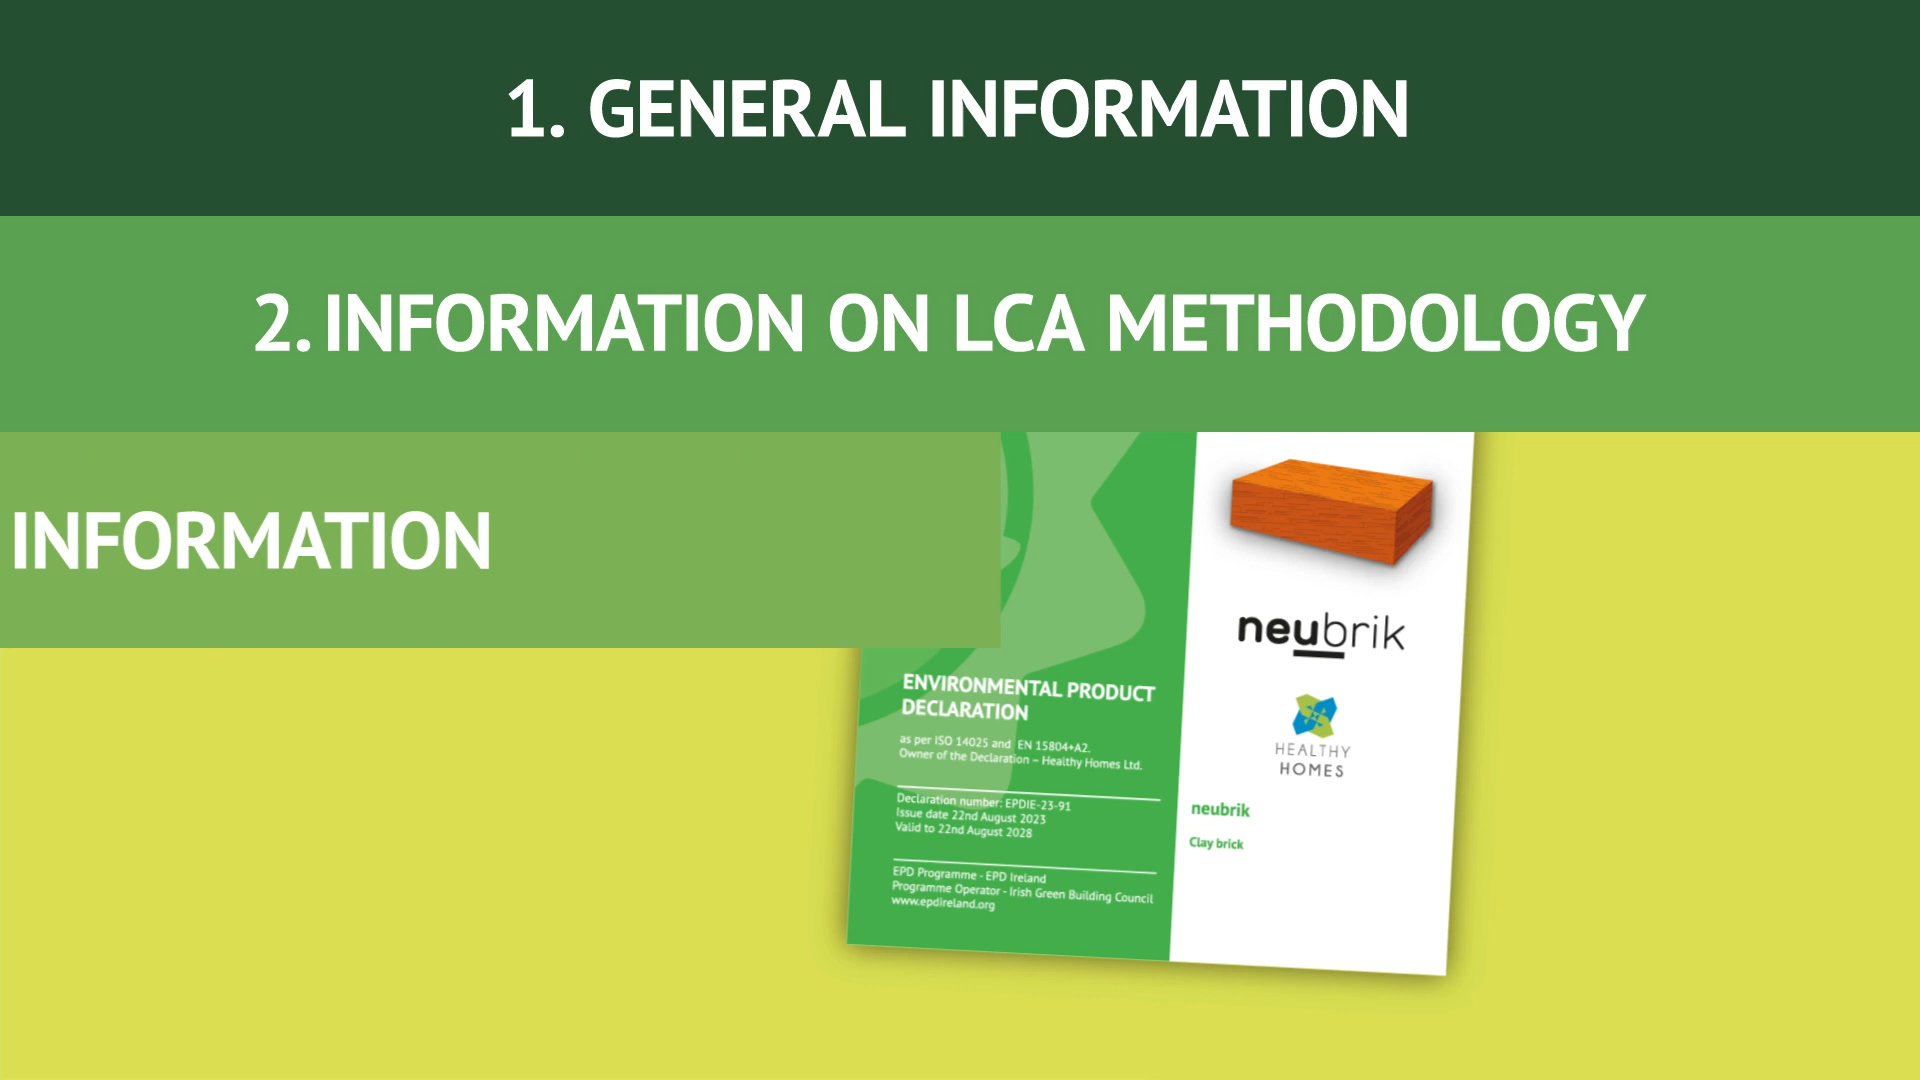 1. GENERAL INFORMATION
2. INFORMATION ON LCA METHODOLOGY
INFORMATION
neubrik
HEALTHY
HOMES
ENVIRONMENTAL PRODUCT
DECLARATION
as per ISO 14025 and EN 15804+A2.
Owner of the Declaration – Healthy Homes Ltd.
Declaration number: EPDIE-23-91
Issue date 22nd August 2023
Valid to 22nd August 2028
EPD Programme - EPD Ireland
Programme Operator - Irish Green Building Council
www.epdireland.org
neubrik
Clay brick